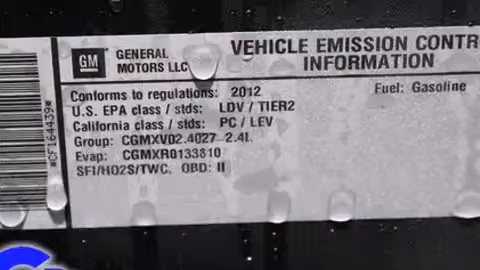 GM
GENERAL
MOTORS LLC
VEHICLE EMISSION CONTR
INFORMATION
Conforms to regulations: 2012
Fuel: Gasoline
U.S. EPA class / stds: LDV / TIER2
California class / stds: PC / LEV
Group: CGMXV02.4027 2.4L
Evap: CGMXR0133810
SFI/HO2S/TWC, OBD: II
*CF164439*